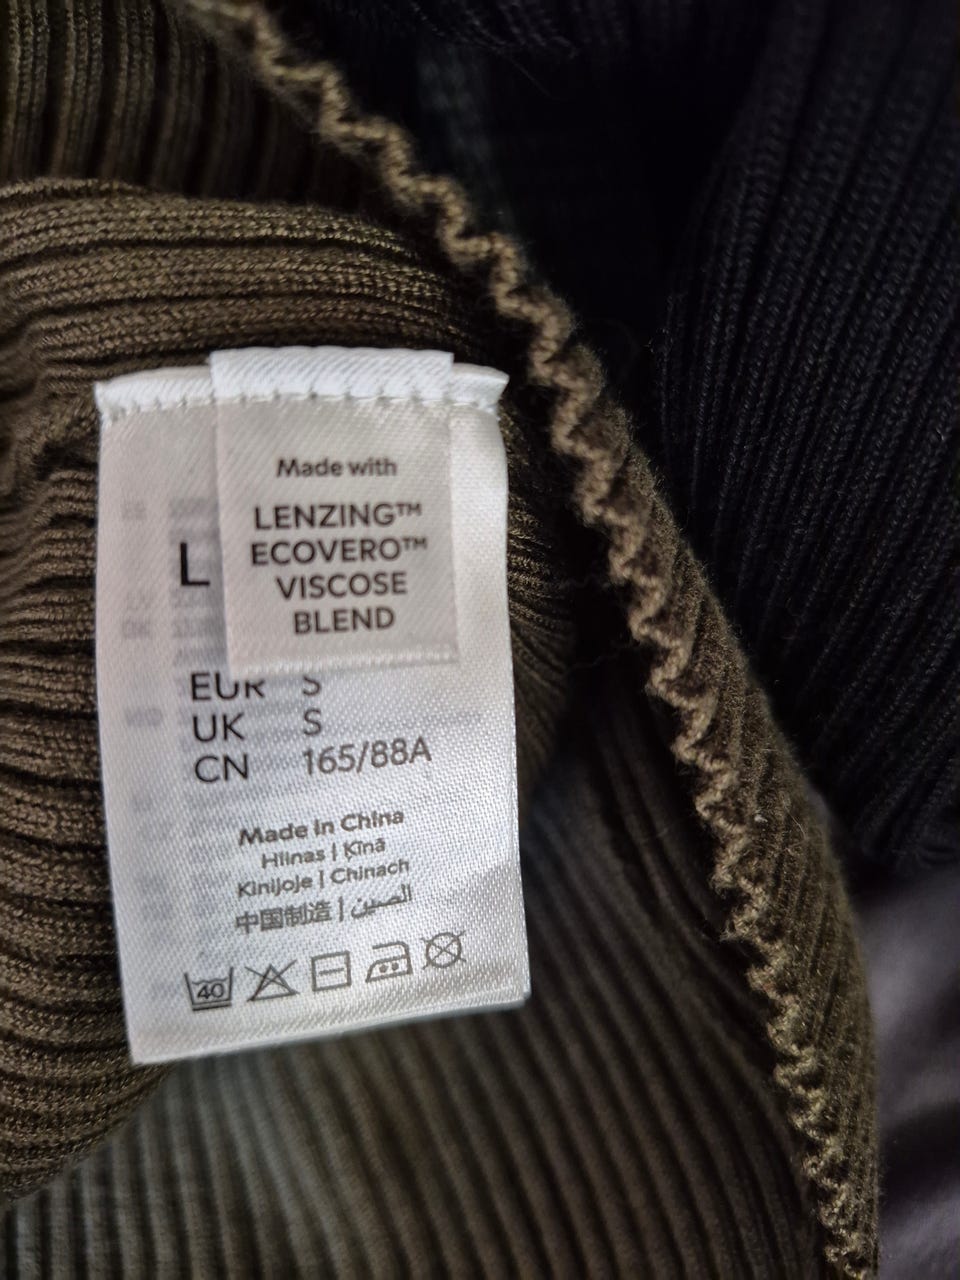 Made with
LENZING™
ECOVERO™
VISCOSE
BLEND
L
EUR S
UK S
CN 165/88A
Made in China
Hiinas | Ķīnā
Kinijoje | Chinach
中国制造 | الصين
40